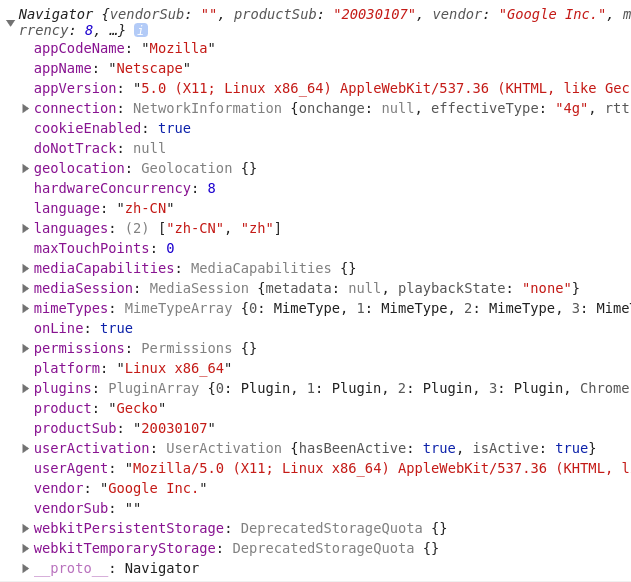 Navigator {vendorSub: "", productSub: "20030107", vendor: "Google Inc.", m
rrency: 8, …} i
appCodeName: "Mozilla"
appName: "Netscape"
appVersion: "5.0 (X11; Linux x86_64) AppleWebKit/537.36 (KHTML, like Gec
connection: NetworkInformation {onchange: null, effectiveType: "4g", rtt
cookieEnabled: true
doNotTrack: null
geolocation: Geolocation {}
hardwareConcurrency: 8
language: "zh-CN"
languages: (2) ["zh-CN", "zh"]
maxTouchPoints: 0
mediaCapabilities: MediaCapabilities {}
mediaSession: MediaSession {metadata: null, playbackState: "none"}
mimeTypes: MimeTypeArray {0: MimeType, 1: MimeType, 2: MimeType, 3: Mime
onLine: true
permissions: Permissions {}
platform: "Linux x86_64"
plugins: PluginArray {0: Plugin, 1: Plugin, 2: Plugin, 3: Plugin, Chrome
product: "Gecko"
productSub: "20030107"
userActivation: UserActivation {hasBeenActive: true, isActive: true}
userAgent: "Mozilla/5.0 (X11; Linux x86_64) AppleWebKit/537.36 (KHTML, l
vendor: "Google Inc."
vendorSub: ""
webkitPersistentStorage: DeprecatedStorageQuota {}
webkitTemporaryStorage: DeprecatedStorageQuota {}
__proto__: Navigator